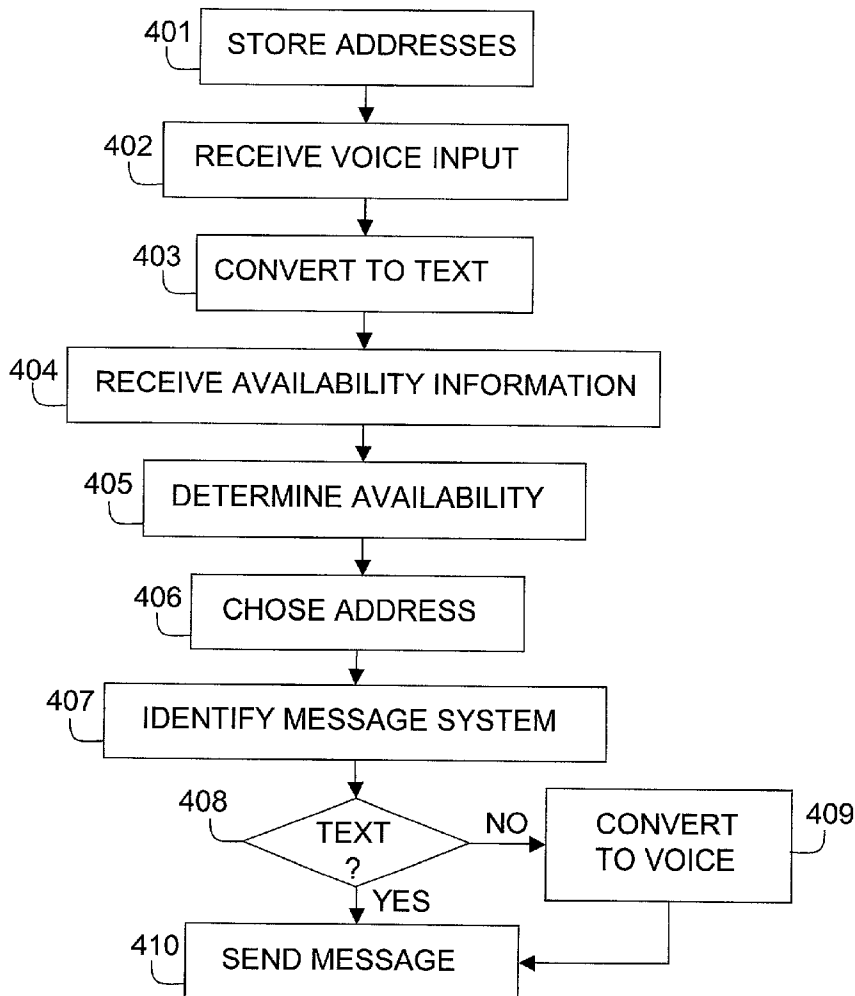 401
STORE ADDRESSES
402
RECEIVE VOICE INPUT
403
CONVERT TO TEXT
404
RECEIVE AVAILABILITY INFORMATION
405
DETERMINE AVAILABILITY
406
CHOSE ADDRESS
407
IDENTIFY MESSAGE SYSTEM
408
TEXT
?
NO
CONVERT
TO VOICE
409
YES
410
SEND MESSAGE